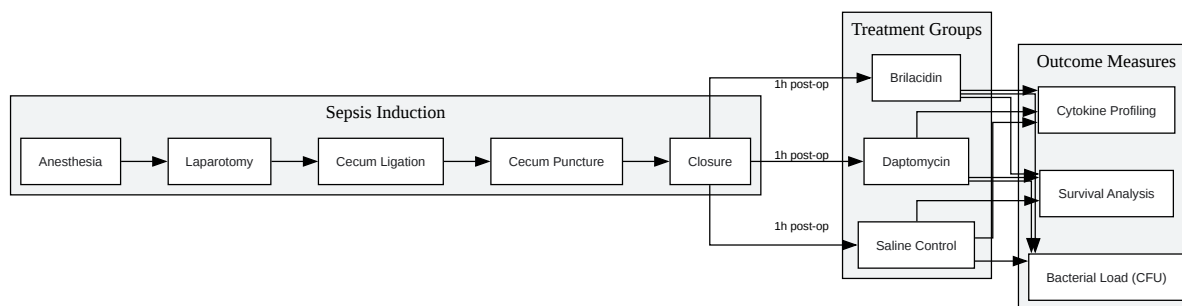 Sepsis Induction
Anesthesia
Laparotomy
Cecum Ligation
Cecum Puncture
Closure
1h post-op
1h post-op
1h post-op
Treatment Groups
Brilacidin
Daptomycin
Saline Control
Outcome Measures
Cytokine Profiling
Survival Analysis
Bacterial Load (CFU)